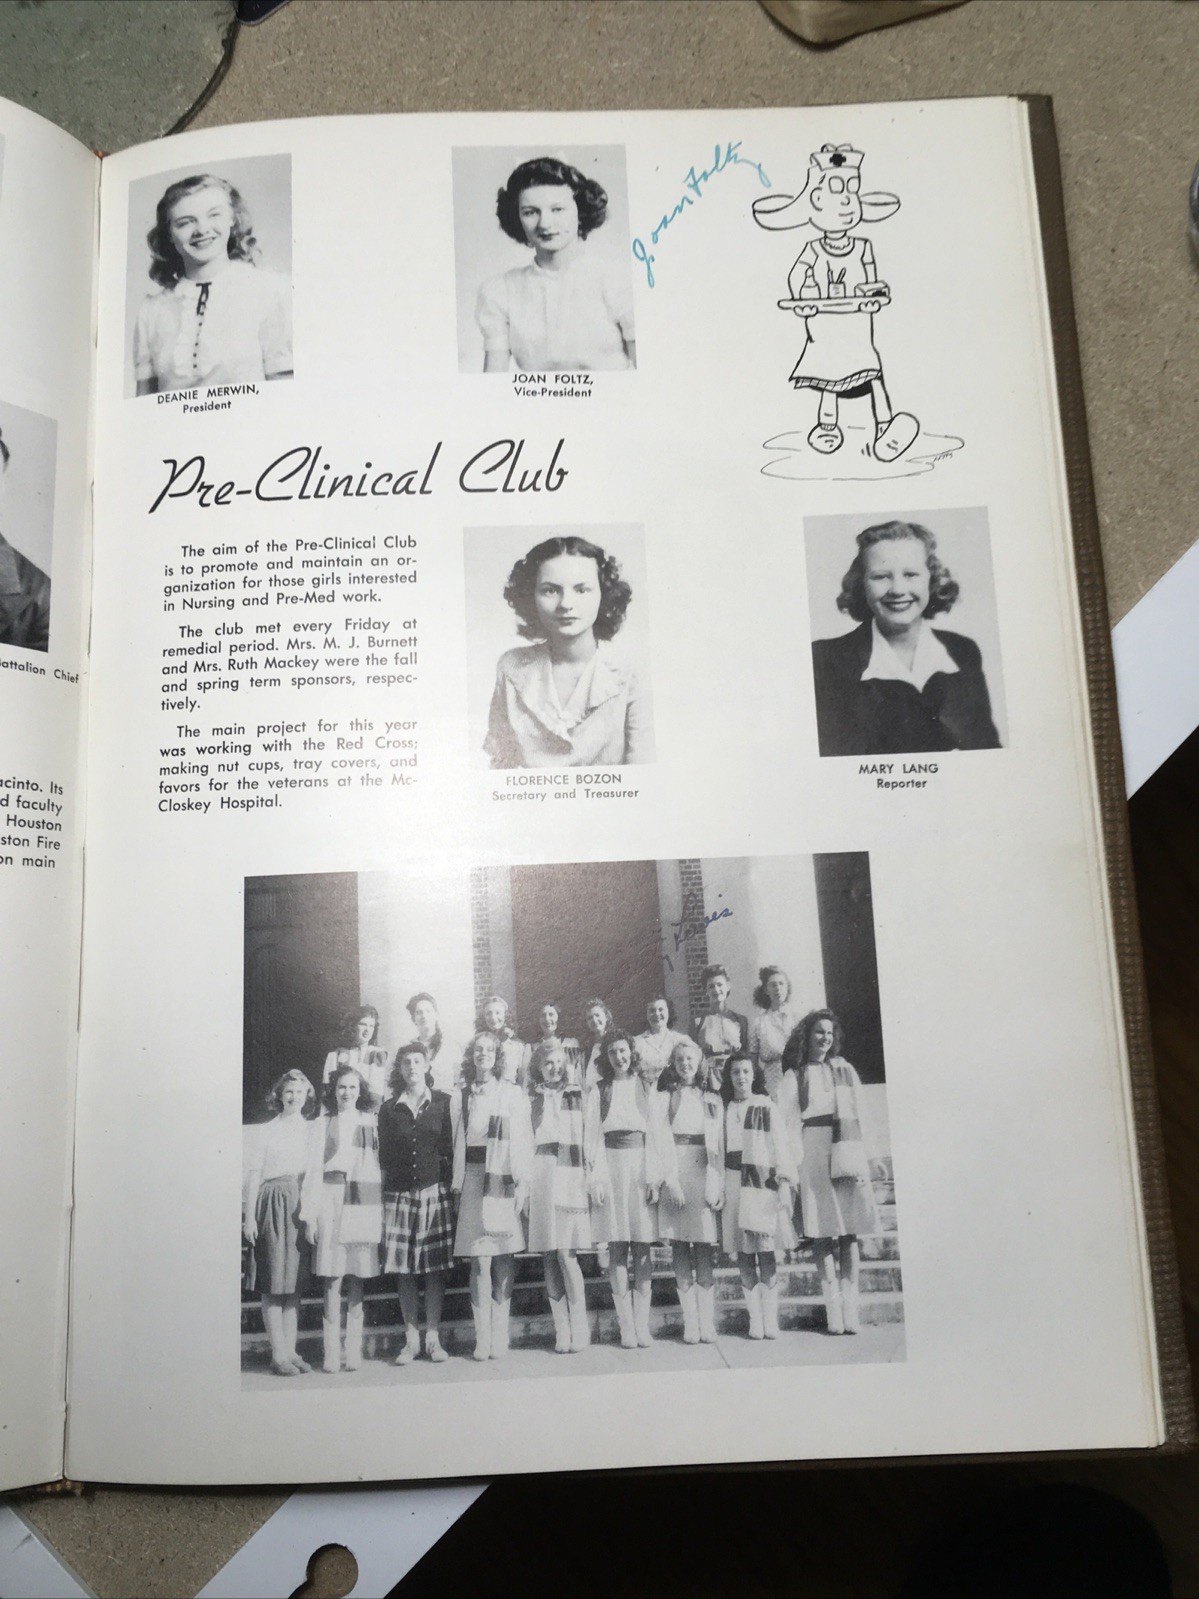 Battalion Chief
acinto. Its
d faculty
Houston
ston Fire
on main
Joan Foltz
DEANIE MERWIN,
President
JOAN FOLTZ,
Vice-President
Pre-Clinical Club
The aim of the Pre-Clinical Club
is to promote and maintain an or-
ganization for those girls interested
in Nursing and Pre-Med work.
The club met every Friday at
remedial period. Mrs. M. J. Burnett
and Mrs. Ruth Mackey were the fall
and spring term sponsors, respec-
tively.
The main project for this year
was working with the Red Cross;
making nut cups, tray covers, and
favors for the veterans at the Mc-
Closkey Hospital.
FLORENCE BOZON
Secretary and Treasurer
MARY LANG
Reporter